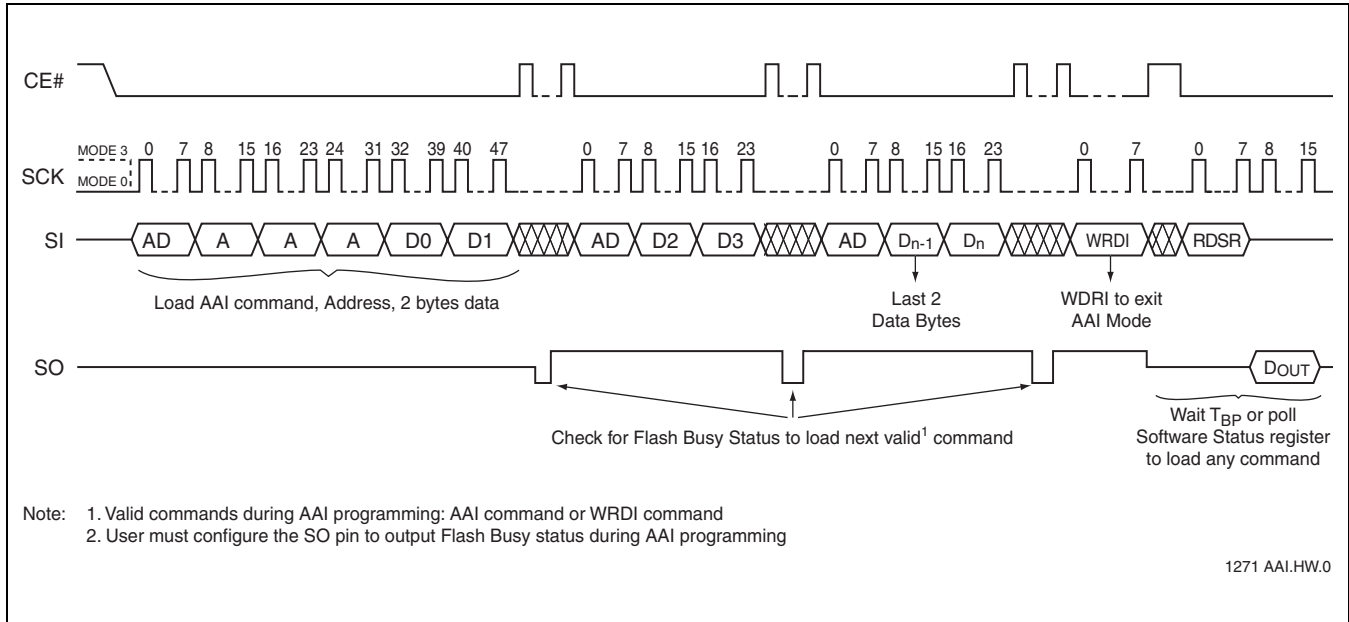 CE#
MODE 3
MODE 0
SCK
0 7 8 15 16 23 24 31 32 39 40 47 0 7 8 15 16 23 0 7 8 15 16 23 0 7 0 7 8 15
SI
AD A A A D0 D1 AD D2 D3 AD Dn-1 Dn WRDI RDSR
Load AAI command, Address, 2 bytes data
Last 2
Data Bytes
WDRI to exit
AAI Mode
SO
DOUT
Check for Flash Busy Status to load next valid1 command
Wait TBP or poll
Software Status register
to load any command
Note: 1. Valid commands during AAI programming: AAI command or WRDI command
2. User must configure the SO pin to output Flash Busy status during AAI programming
1271 AAI.HW.0